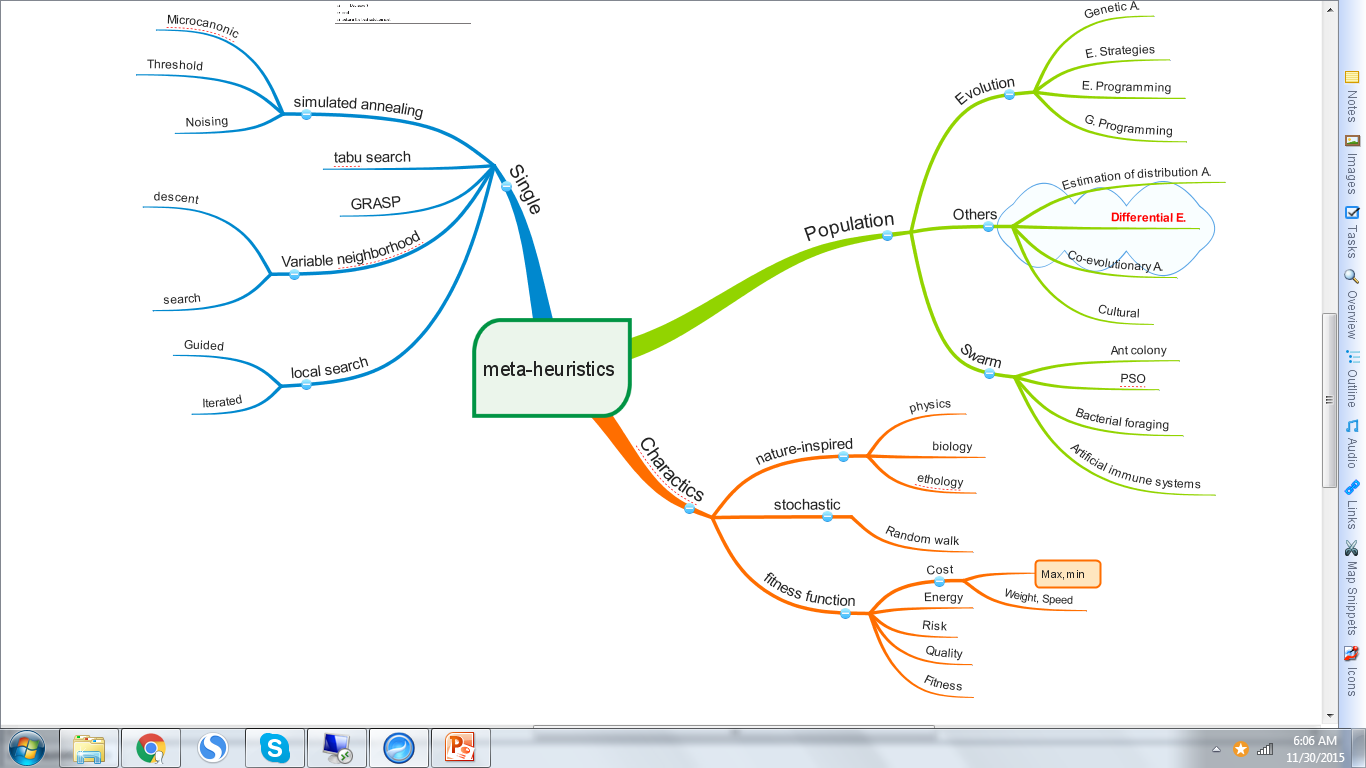 meta-heuristics
Single
simulated annealing
Microcanonic
Threshold
Noising
tabu search
GRASP
Variable neighborhood
descent
search
local search
Guided
Iterated
Population
Evolution
Genetic A.
E. Strategies
E. Programming
G. Programming
Others
Estimation of distribution A.
Differential E.
Co-evolutionary A.
Cultural
Swarm
Ant colony
PSO
Bacterial foraging
Artificial immune systems
Charactics
nature-inspired
physics
biology
ethology
stochastic
Random walk
fitness function
Cost
Max, min
Weight, Speed
Energy
Risk
Quality
Fitness
Notes
Images
Tasks
Overview
Outline
Audio
Links
Map Snippets
Icons
6:06 AM
11/30/2015